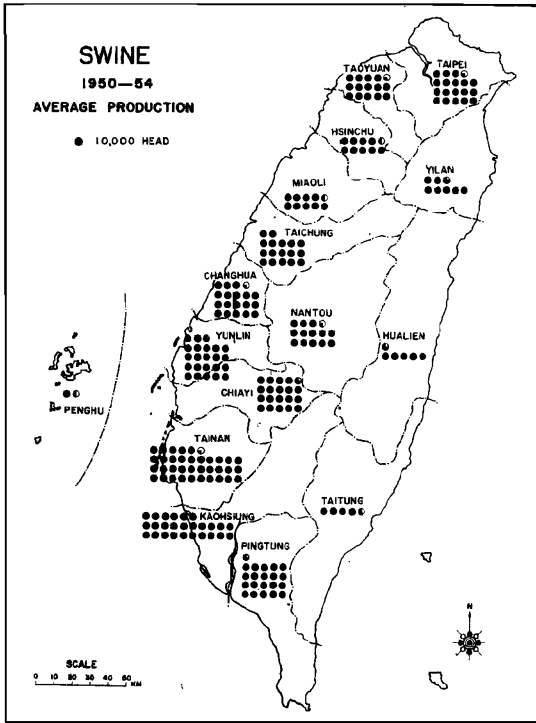 SWINE
1950—54
AVERAGE PRODUCTION
10,000 HEAD
TAOYUAN
TAIPEI
HSINCHU
YILAN
MIAOLI
TAICHUNG
CHANGHUA
NANTOU
YUNLIN
HUALIEN
CHIAYI
PENGHU
TAINAN
TAITUNG
KAOHSIUNG
PINGTUNG
N
SCALE
0 10 20 30 40 50
KM